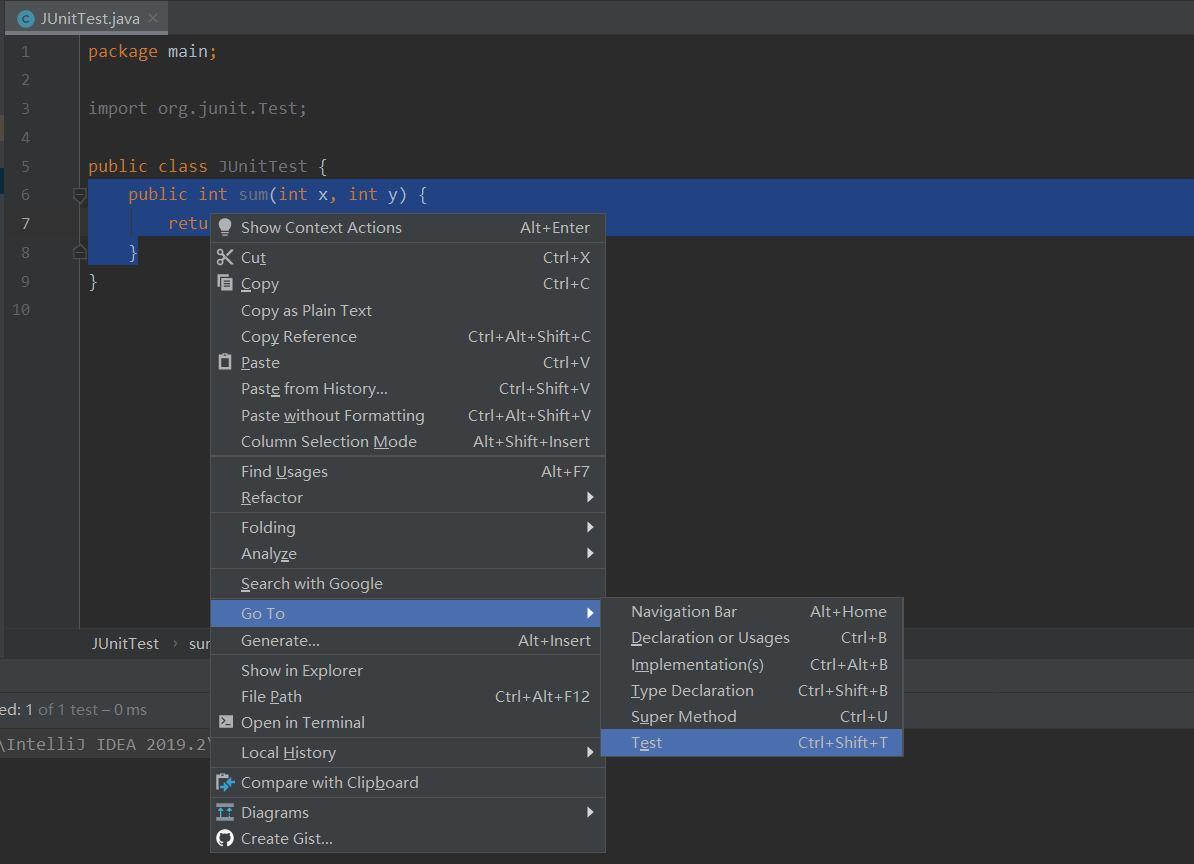 JUnitTest.java
1 package main;
2
3 import org.junit.Test;
4
5 public class JUnitTest {
6 public int sum(int x, int y) {
7 retu
8 }
9 }
10
Show Context Actions Alt+Enter
Cut Ctrl+X
Copy Ctrl+C
Copy as Plain Text
Copy Reference Ctrl+Alt+Shift+C
Paste Ctrl+V
Paste from History... Ctrl+Shift+V
Paste without Formatting Ctrl+Alt+Shift+V
Column Selection Mode Alt+Shift+Insert
Find Usages Alt+F7
Refactor
Folding
Analyze
Search with Google
Go To
Generate... Alt+Insert
Show in Explorer
File Path Ctrl+Alt+F12
Open in Terminal
Local History
Compare with Clipboard
Diagrams
Create Gist...
Navigation Bar Alt+Home
Declaration or Usages Ctrl+B
Implementation(s) Ctrl+Alt+B
Type Declaration Ctrl+Shift+B
Super Method Ctrl+U
Test Ctrl+Shift+T
JUnitTest › sur
ed: 1 of 1 test – 0 ms
\IntelliJ IDEA 2019.2\